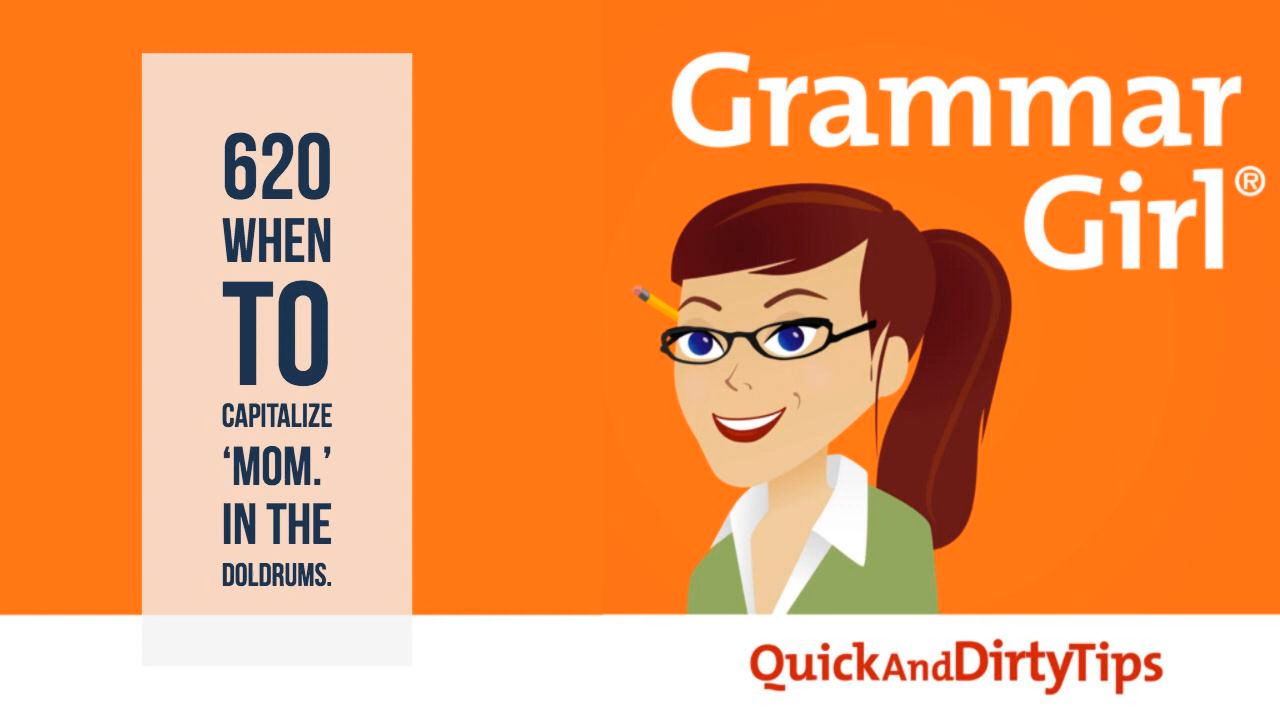 620
WHEN
TO
CAPITALIZE
‘MOM.’
IN THE
DOLDRUMS.
Grammar
Girl®
QuickAndDirtyTips